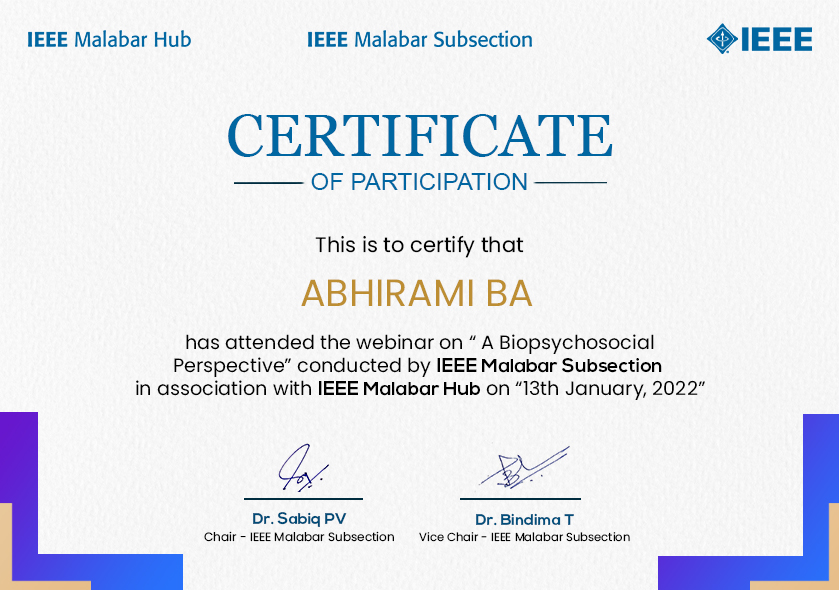 IEEE Malabar Hub
IEEE Malabar Subsection
IEEE
CERTIFICATE
OF PARTICIPATION
This is to certify that
ABHIRAMI BA
has attended the webinar on “ A Biopsychosocial
Perspective” conducted by IEEE Malabar Subsection
in association with IEEE Malabar Hub on “13th January, 2022”
Dr. Sabiq PV
Chair - IEEE Malabar Subsection
Dr. Bindima T
Vice Chair - IEEE Malabar Subsection